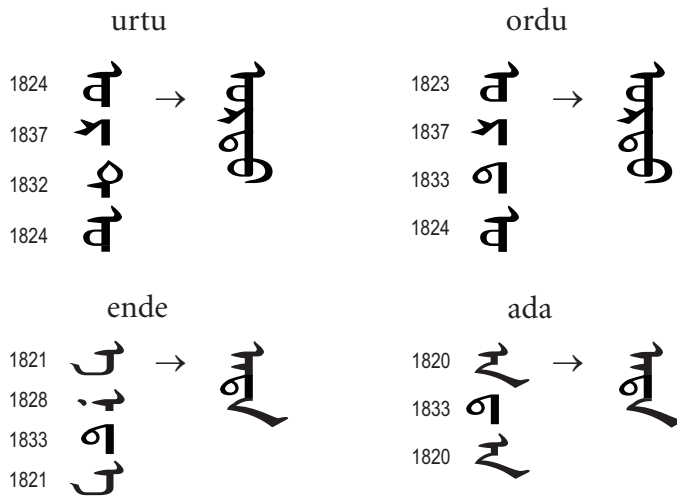 urtu
1824 ᠤ → ᠤᠷᠲᠤ
1837 ᠷ
1832 ᠲ
1824 ᠤ
ordu
1823 ᠣ → ᠣᠷᠳᠤ
1837 ᠷ
1833 ᠳ
1824 ᠤ
ende
1821 ᠡ → ᠡᠨᠳᠡ
1828 ᠨ
1833 ᠳ
1821 ᠡ
ada
1820 ᠠ → ᠠᠳᠠ
1833 ᠳ
1820 ᠠ